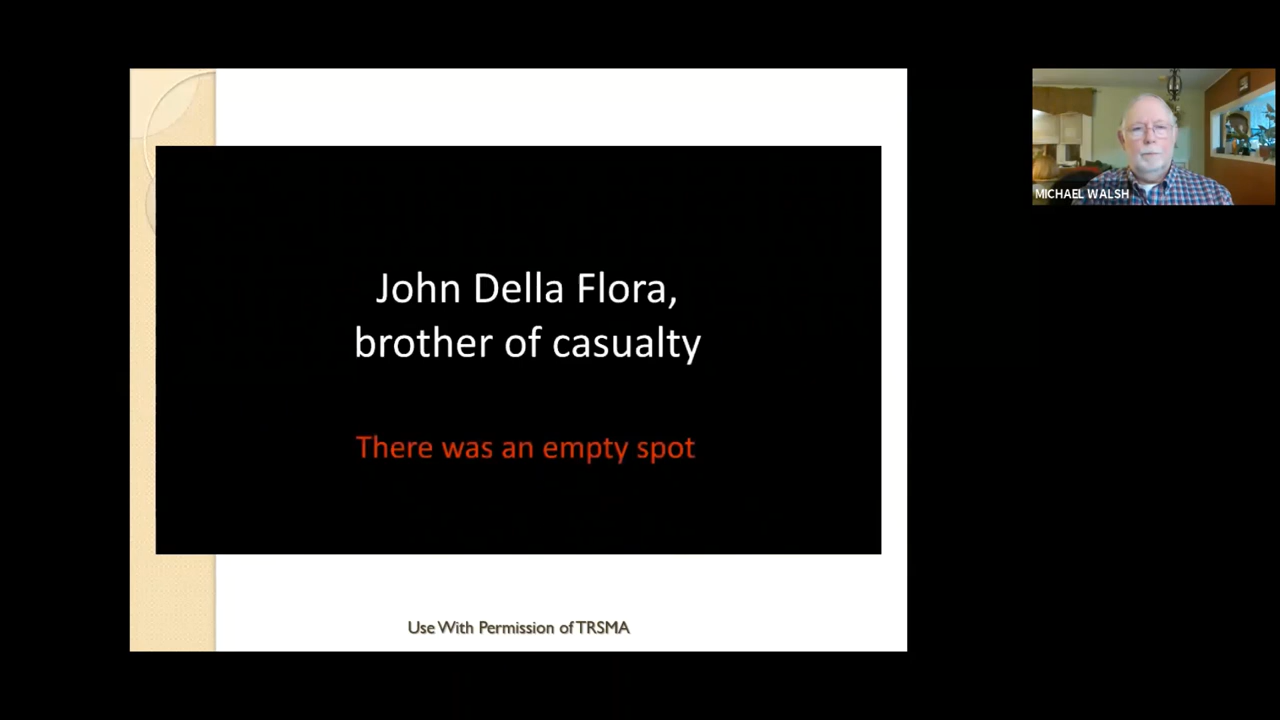 John Della Flora,
brother of casualty
There was an empty spot
Use With Permission of TRSMA
MICHAEL WALSH